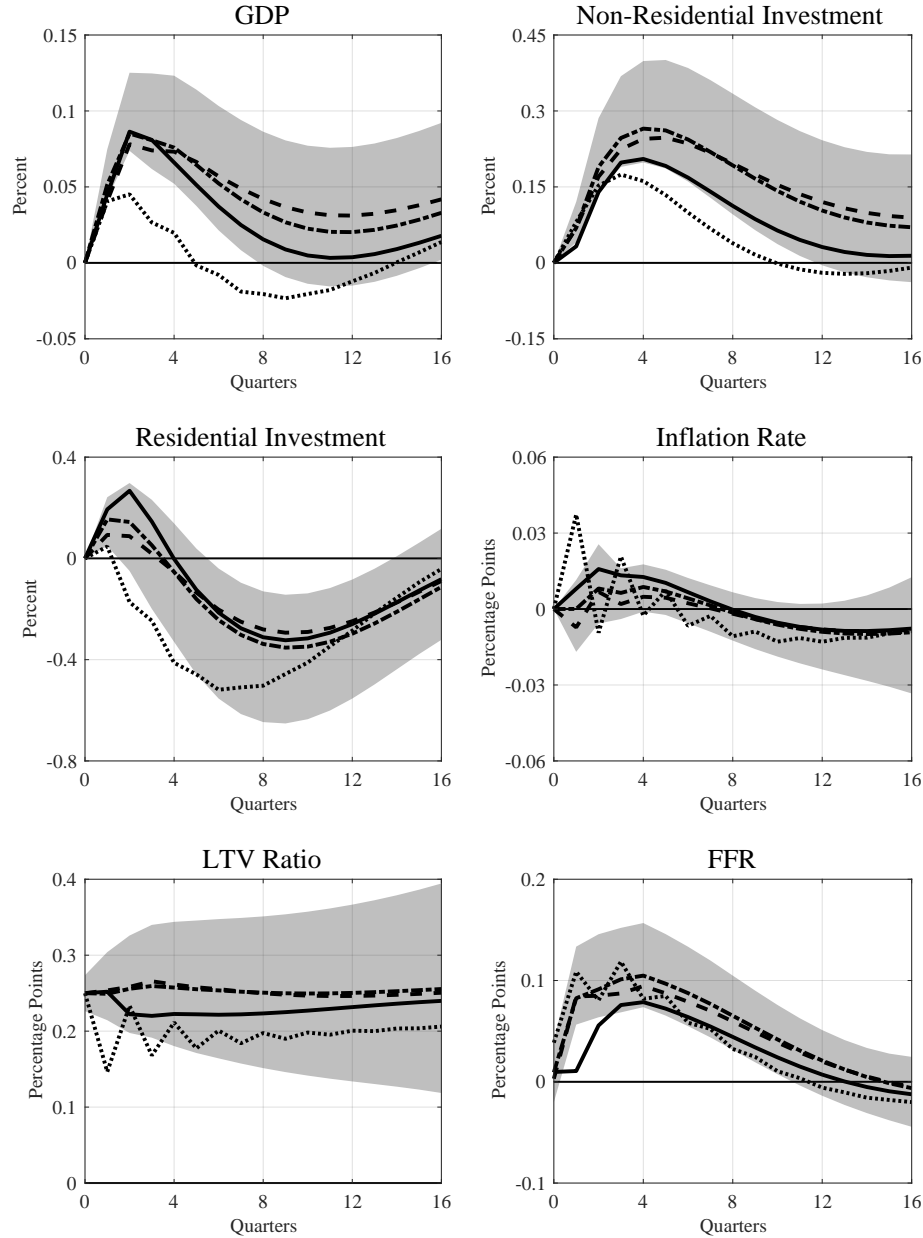 GDP
0.15
0.1
0.05
0
-0.05
Percent
0 4 8 12 16
Quarters
Non-Residential Investment
0.45
0.3
0.15
0
-0.15
Percent
0 4 8 12 16
Quarters
Residential Investment
0.4
0
-0.4
-0.8
Percent
0 4 8 12 16
Quarters
Inflation Rate
0.06
0.03
0
-0.03
-0.06
Percentage Points
0 4 8 12 16
Quarters
LTV Ratio
0.4
0.3
0.2
0.1
0
Percentage Points
0 4 8 12 16
Quarters
FFR
0.2
0.1
0
-0.1
Percentage Points
0 4 8 12 16
Quarters